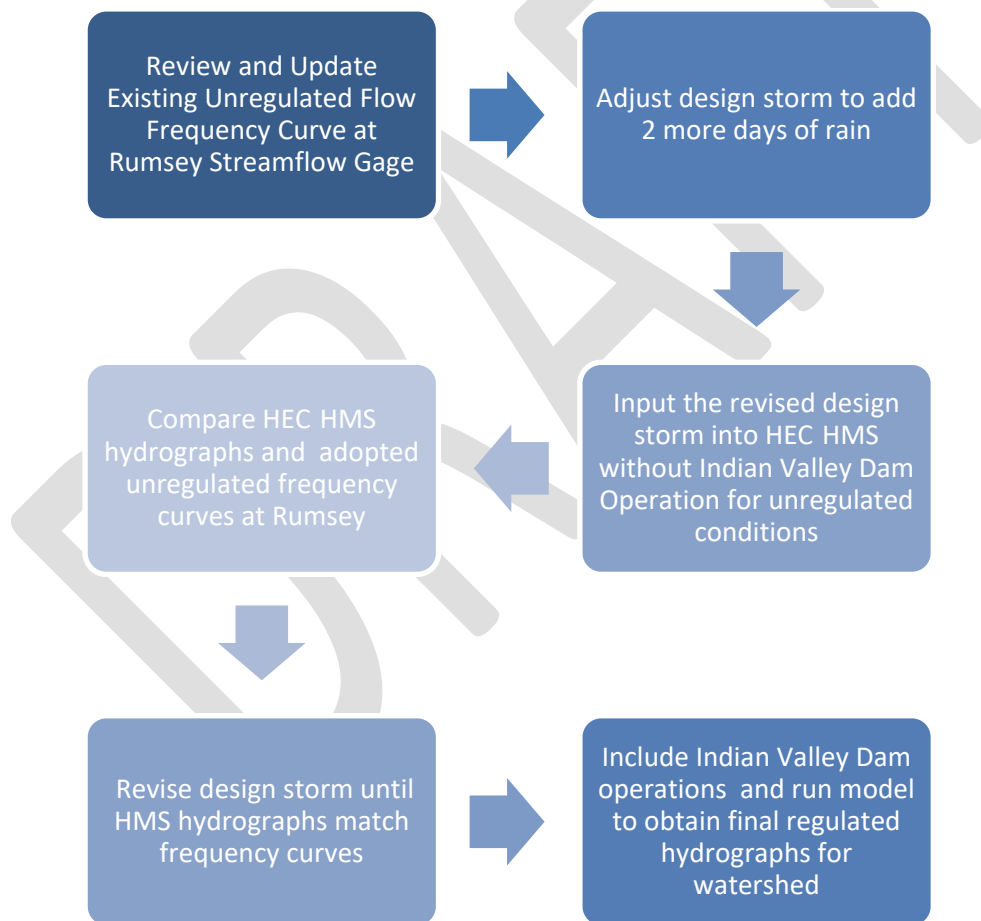 Review and Update
Existing Unregulated Flow
Frequency Curve at
Rumsey Streamflow Gage
Adjust design storm to add
2 more days of rain
Input the revised design
storm into HEC HMS
without Indian Valley Dam
Operation for unregulated
conditions
Compare HEC HMS
hydrographs and adopted
unregulated frequency
curves at Rumsey
Revise design storm until
HMS hydrographs match
frequency curves
Include Indian Valley Dam
operations and run model
to obtain final regulated
hydrographs for
watershed